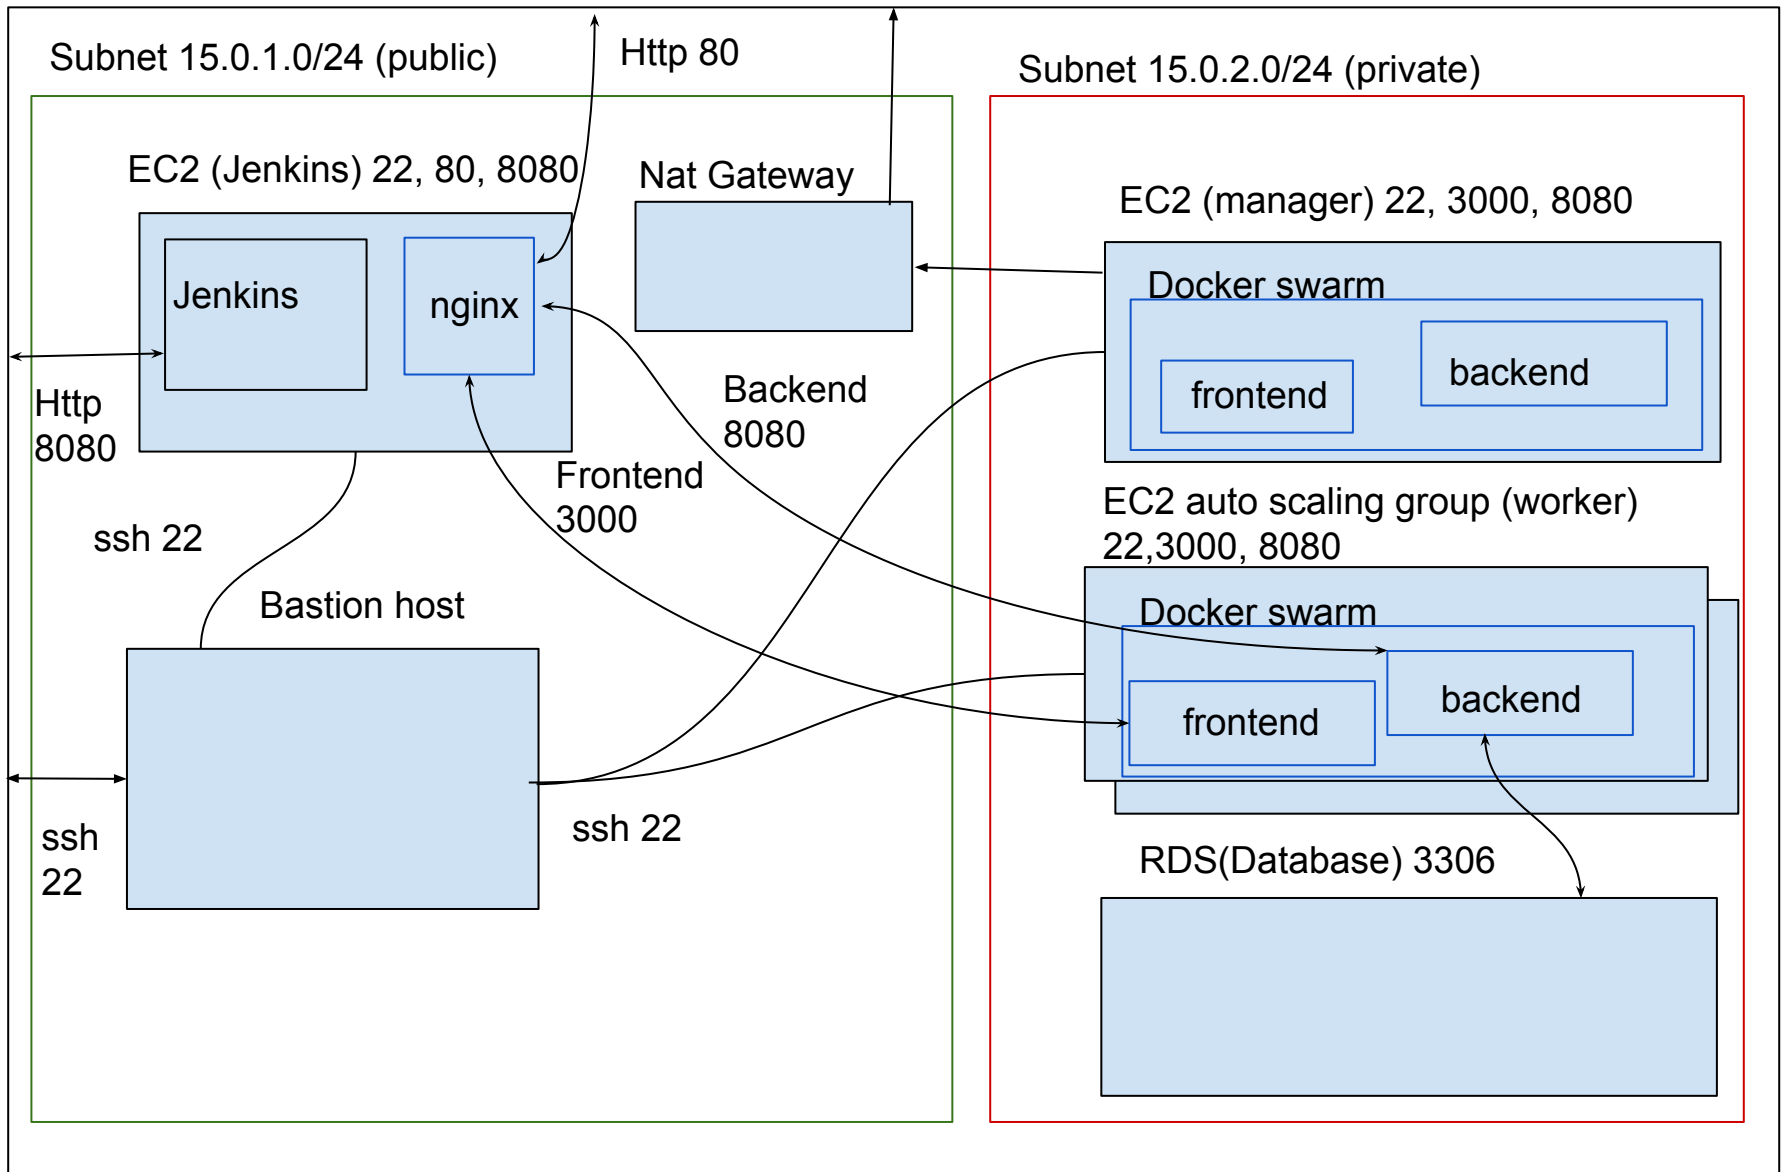 Subnet 15.0.1.0/24 (public)
Http 80
Subnet 15.0.2.0/24 (private)
EC2 (Jenkins) 22, 80, 8080
Nat Gateway
EC2 (manager) 22, 3000, 8080
Jenkins
nginx
Docker swarm
frontend
backend
Http
8080
Backend
8080
Frontend
3000
ssh 22
EC2 auto scaling group (worker)
22,3000, 8080
Bastion host
Docker swarm
frontend
backend
ssh
22
ssh 22
RDS(Database) 3306